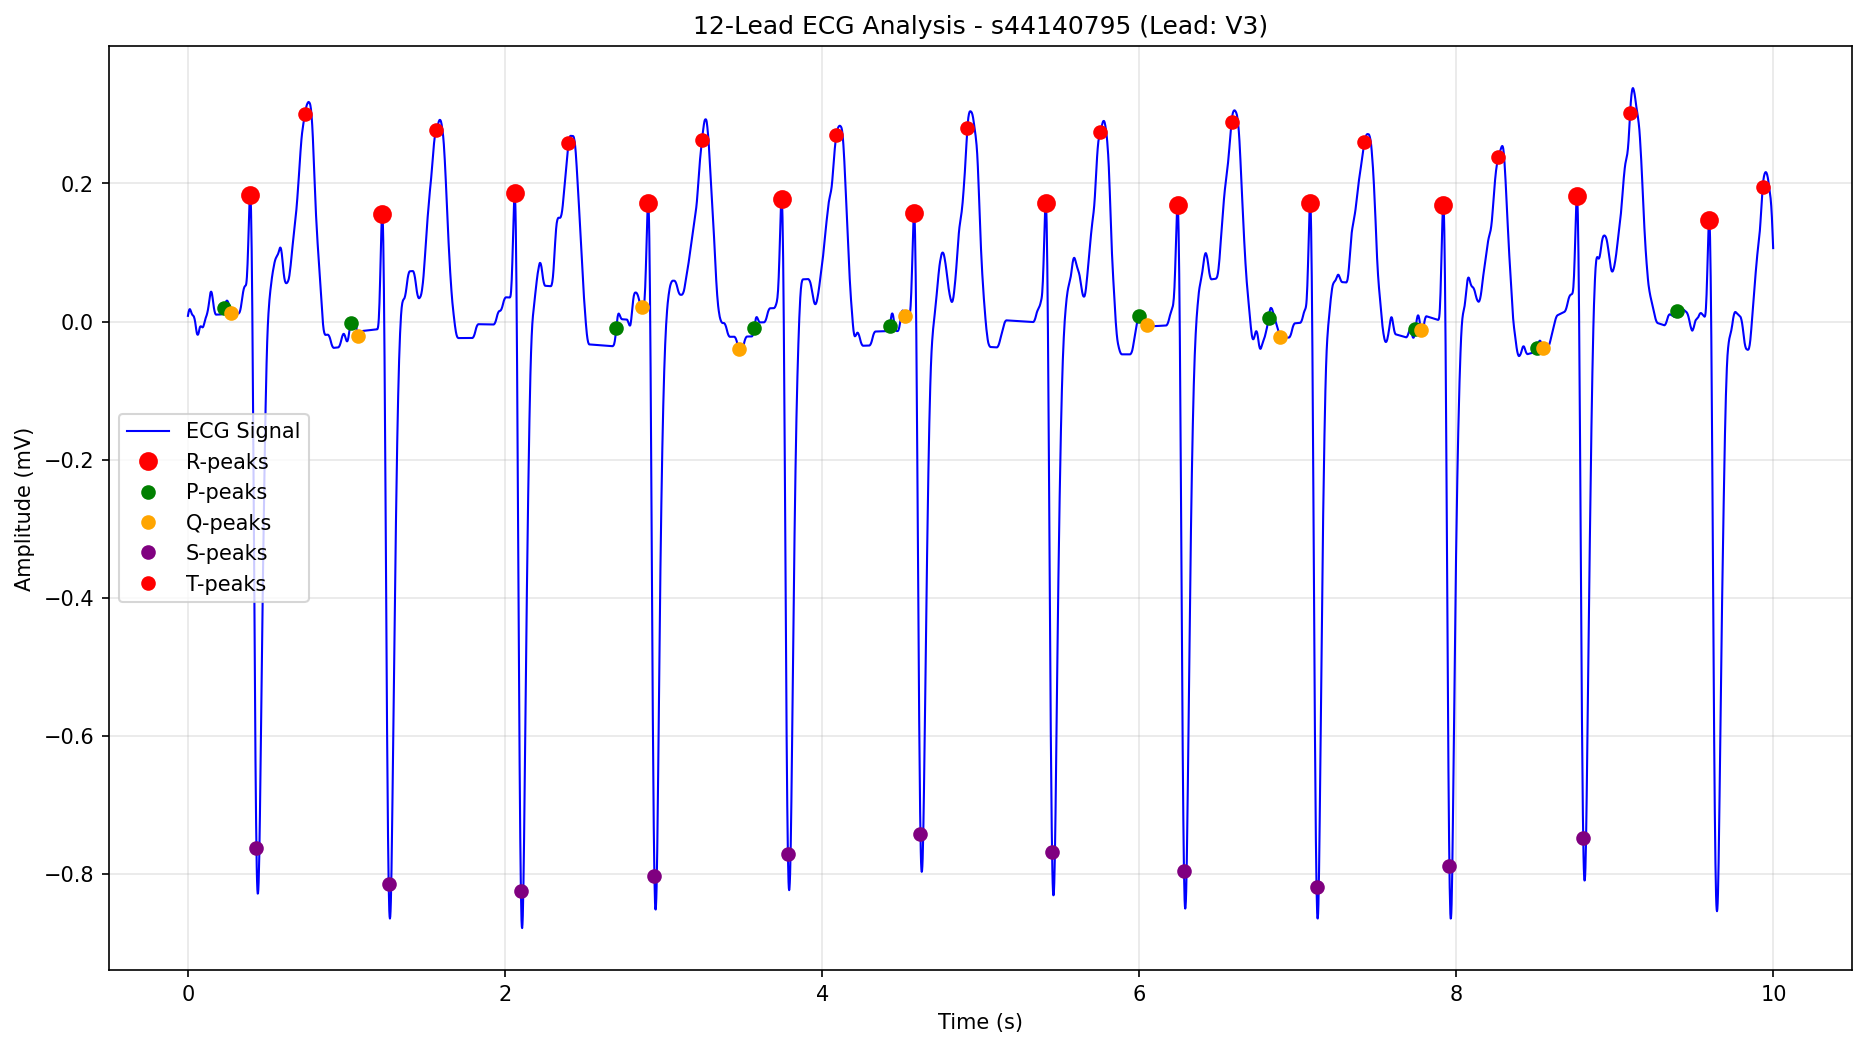 12-Lead ECG Analysis - s44140795 (Lead: V3)
0.2
0.0
−0.2
−0.4
−0.6
−0.8
Amplitude (mV)
ECG Signal
R-peaks
P-peaks
Q-peaks
S-peaks
T-peaks
0 2 4 6 8 10
Time (s)